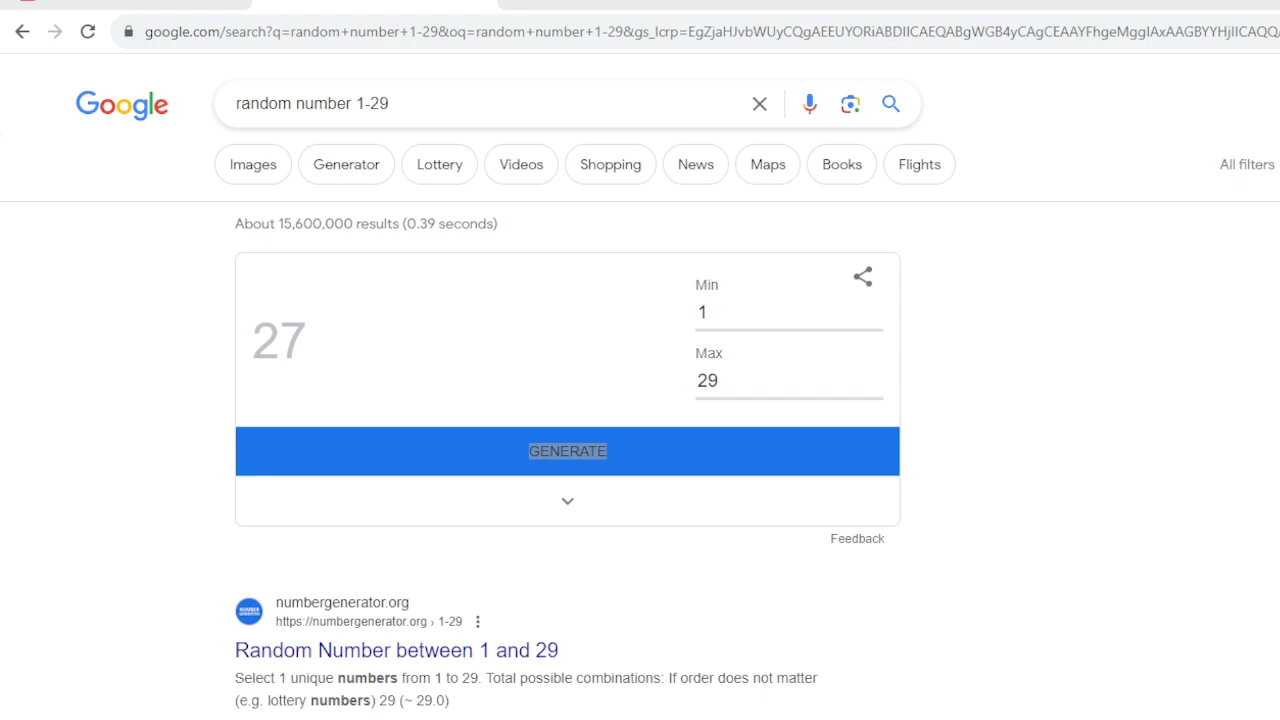 google.com/search?q=random+number+1-29&oq=random+number+1-29&gs_lcrp=EgZjaHJvbWUyCQgAEEUYORiABDIICAEQABgWGB4yCAgCEAAYFhgeMggIAxAAGBYYHjIICAQQ
Google
random number 1-29
Images Generator Lottery Videos Shopping News Maps Books Flights All filters
About 15,600,000 results (0.39 seconds)
Min
1
27
Max
29
GENERATE
Feedback
NUMBER
GENERATOR
numbergenerator.org
https://numbergenerator.org › 1-29
Random Number between 1 and 29
Select 1 unique numbers from 1 to 29. Total possible combinations: If order does not matter
(e.g. lottery numbers) 29 (~ 29.0)